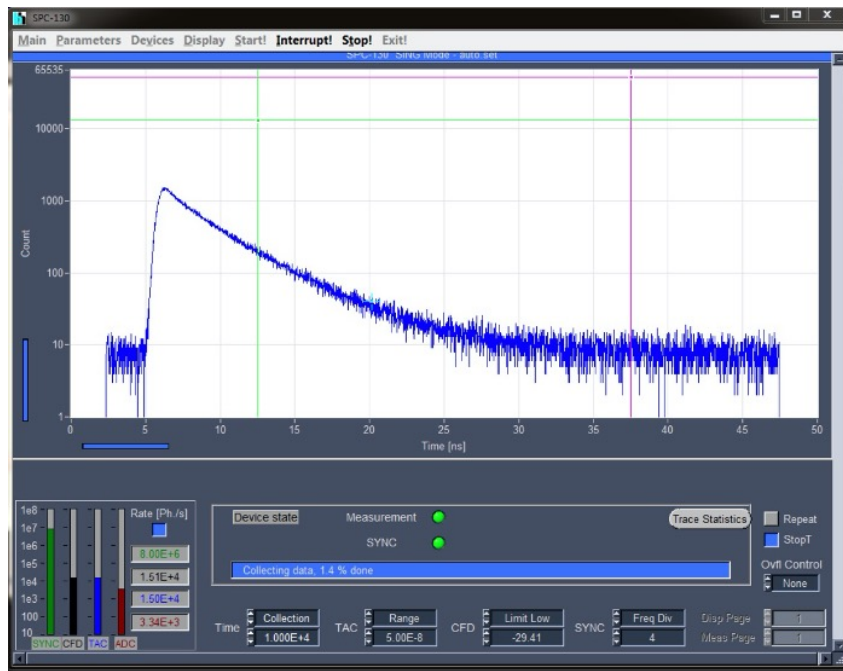 SPC-130
Main Parameters Devices Display Start! Interrupt! Stop! Exit!
SPC-130 SING Mode - auto.set
65535
10000
1000
100
10
1
Count
0 5 10 15 20 25 30 35 40 45 50
Time [ns]
1e8
1e7
1e6
1e5
1e4
1e3
100
10
SYNC CFD TAC ADC
Rate [Ph./s]
8.00E+6
1.51E+4
1.50E+4
3.34E+3
Device state
Measurement
SYNC
Trace Statistics
Collecting data, 1.4 % done
Repeat
StopT
Ovfl Control
None
Time Collection 1.000E+4
TAC Range 5.00E-8
CFD Limit Low -29.41
SYNC Freq Div 4
Disp Page 1
Meas Page 1